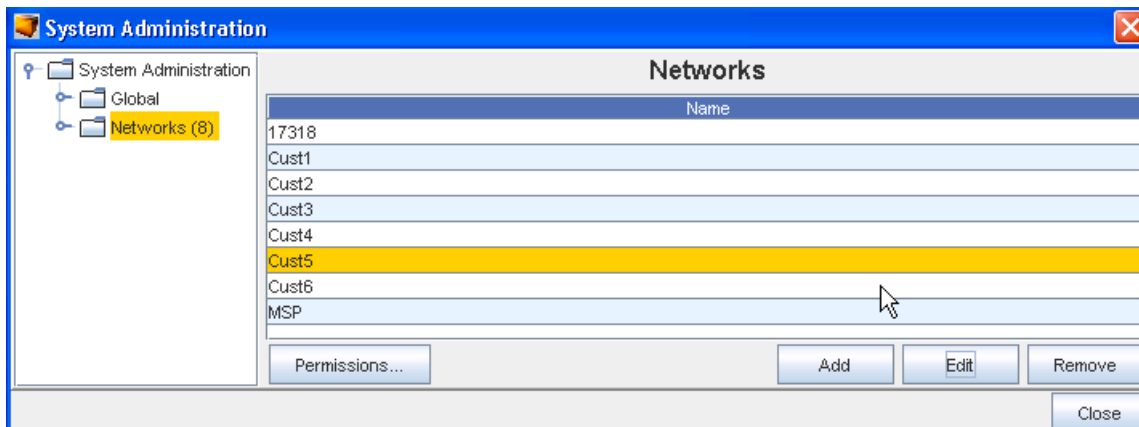 System Administration
System Administration
Global
Networks (8)
Networks
Name
17318
Cust1
Cust2
Cust3
Cust4
Cust5
Cust6
MSP
Permissions...
Add
Edit
Remove
Close